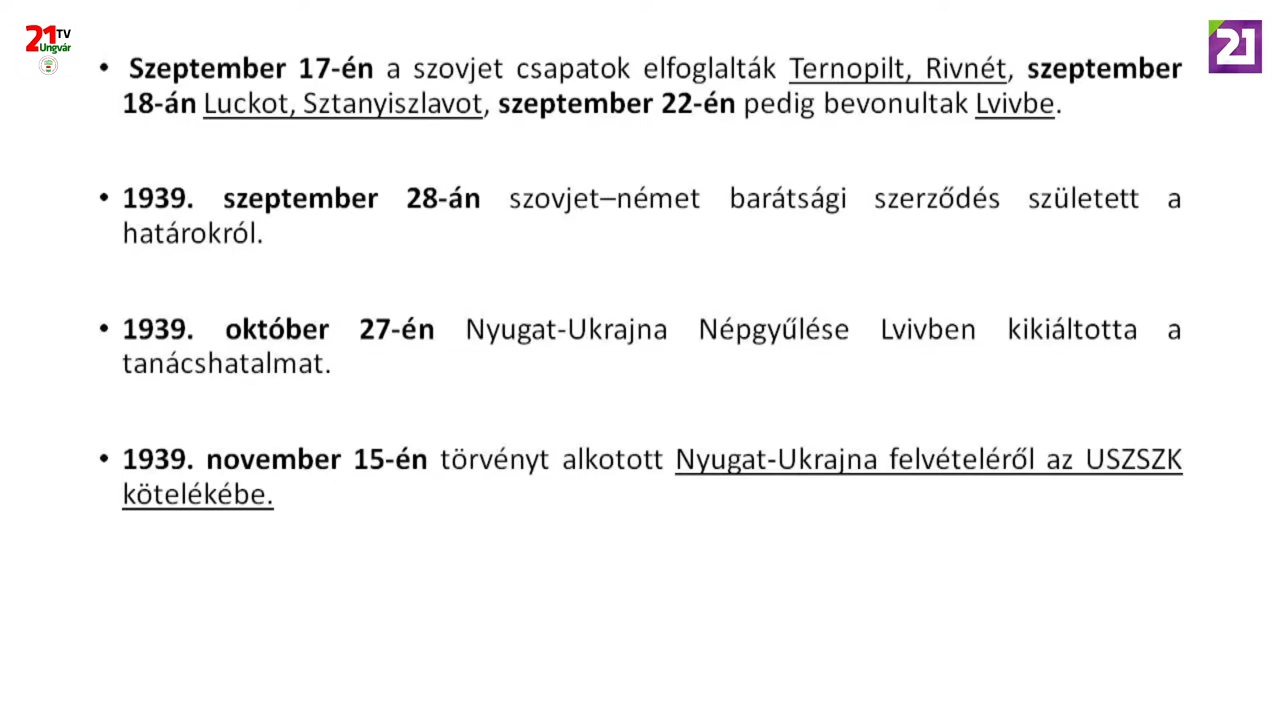 21 TV
Ungvár
21
• Szeptember 17-én a szovjet csapatok elfoglalták Ternopilt, Rivnét, szeptember
18-án Luckot, Sztanyiszlavot, szeptember 22-én pedig bevonultak Lvivbe.
• 1939. szeptember 28-án szovjet–német barátsági szerződés született a
határokról.
• 1939. október 27-én Nyugat-Ukrajna Népgyűlése Lvivben kikiáltotta a
tanácshatalmat.
• 1939. november 15-én törvényt alkotott Nyugat-Ukrajna felvételéről az USZSZK
kötelékébe.